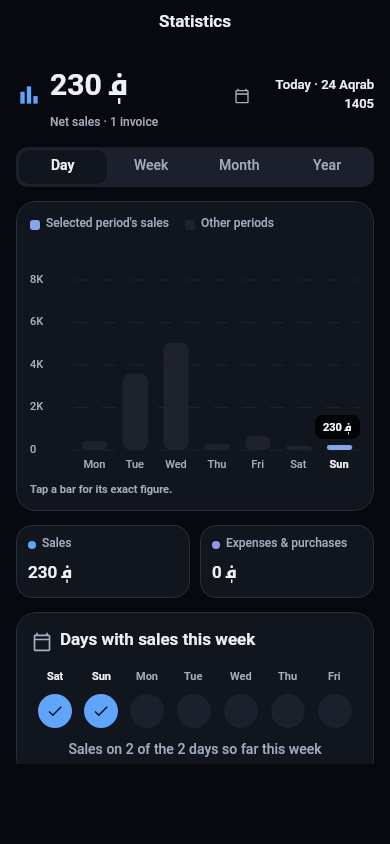 Statistics
230 ؋
Net sales · 1 invoice
Today · 24 Aqrab
1405
Day Week Month Year
Selected period's sales Other periods
8K
6K
4K
2K
0
230 ؋
Mon Tue Wed Thu Fri Sat Sun
Tap a bar for its exact figure.
Sales Expenses & purchases
230 ؋ 0 ؋
Days with sales this week
Sat Sun Mon Tue Wed Thu Fri
Sales on 2 of the 2 days so far this week